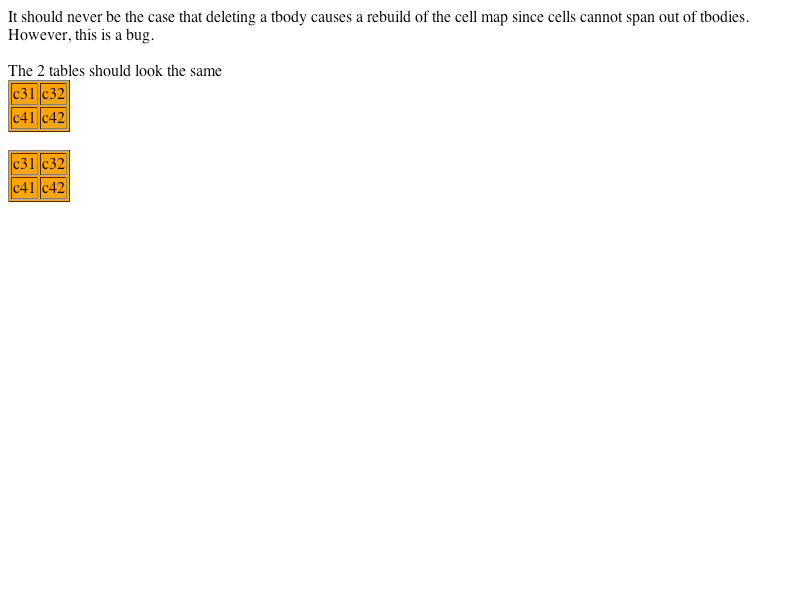 It should never be the case that deleting a tbody causes a rebuild of the cell map since cells cannot span out of tbodies.
However, this is a bug.
The 2 tables should look the same
c31 c32
c41 c42
c31 c32
c41 c42